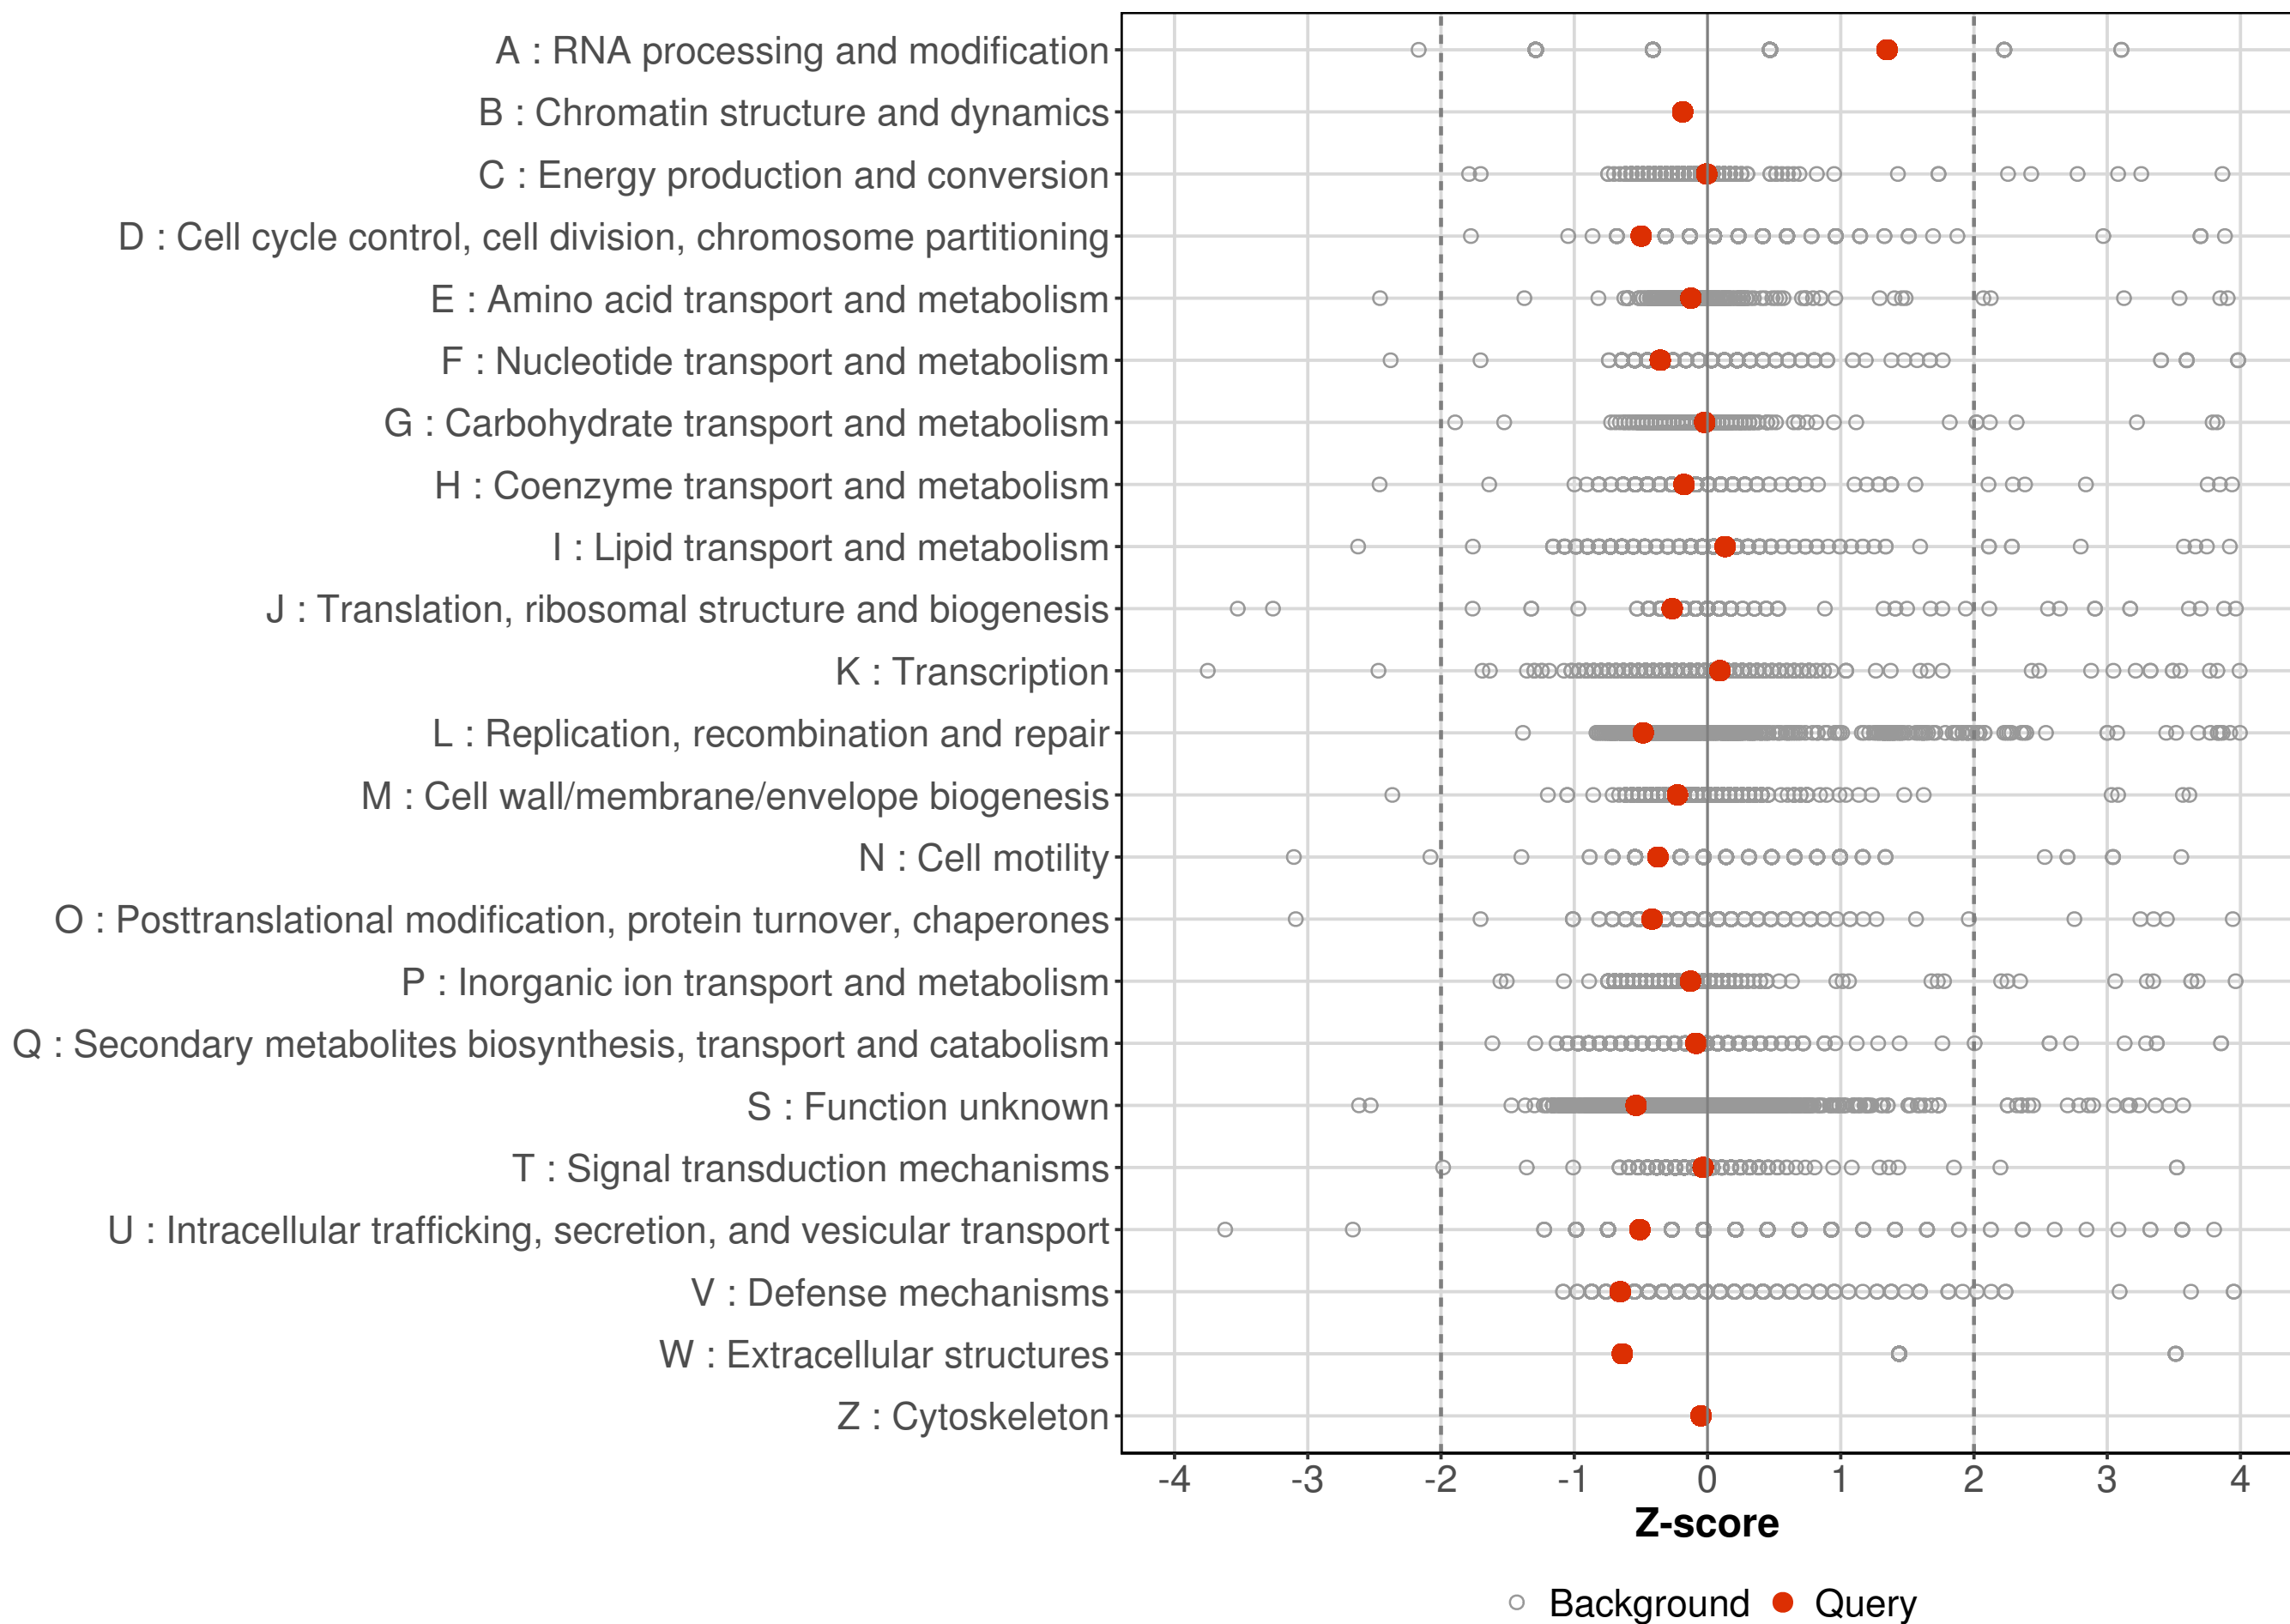 A : RNA processing and modification
B : Chromatin structure and dynamics
C : Energy production and conversion
D : Cell cycle control, cell division, chromosome partitioning
E : Amino acid transport and metabolism
F : Nucleotide transport and metabolism
G : Carbohydrate transport and metabolism
H : Coenzyme transport and metabolism
I : Lipid transport and metabolism
J : Translation, ribosomal structure and biogenesis
K : Transcription
L : Replication, recombination and repair
M : Cell wall/membrane/envelope biogenesis
N : Cell motility
O : Posttranslational modification, protein turnover, chaperones
P : Inorganic ion transport and metabolism
Q : Secondary metabolites biosynthesis, transport and catabolism
S : Function unknown
T : Signal transduction mechanisms
U : Intracellular trafficking, secretion, and vesicular transport
V : Defense mechanisms
W : Extracellular structures
Z : Cytoskeleton
-4 -3 -2 -1 0 1 2 3 4
Z-score
Background Query